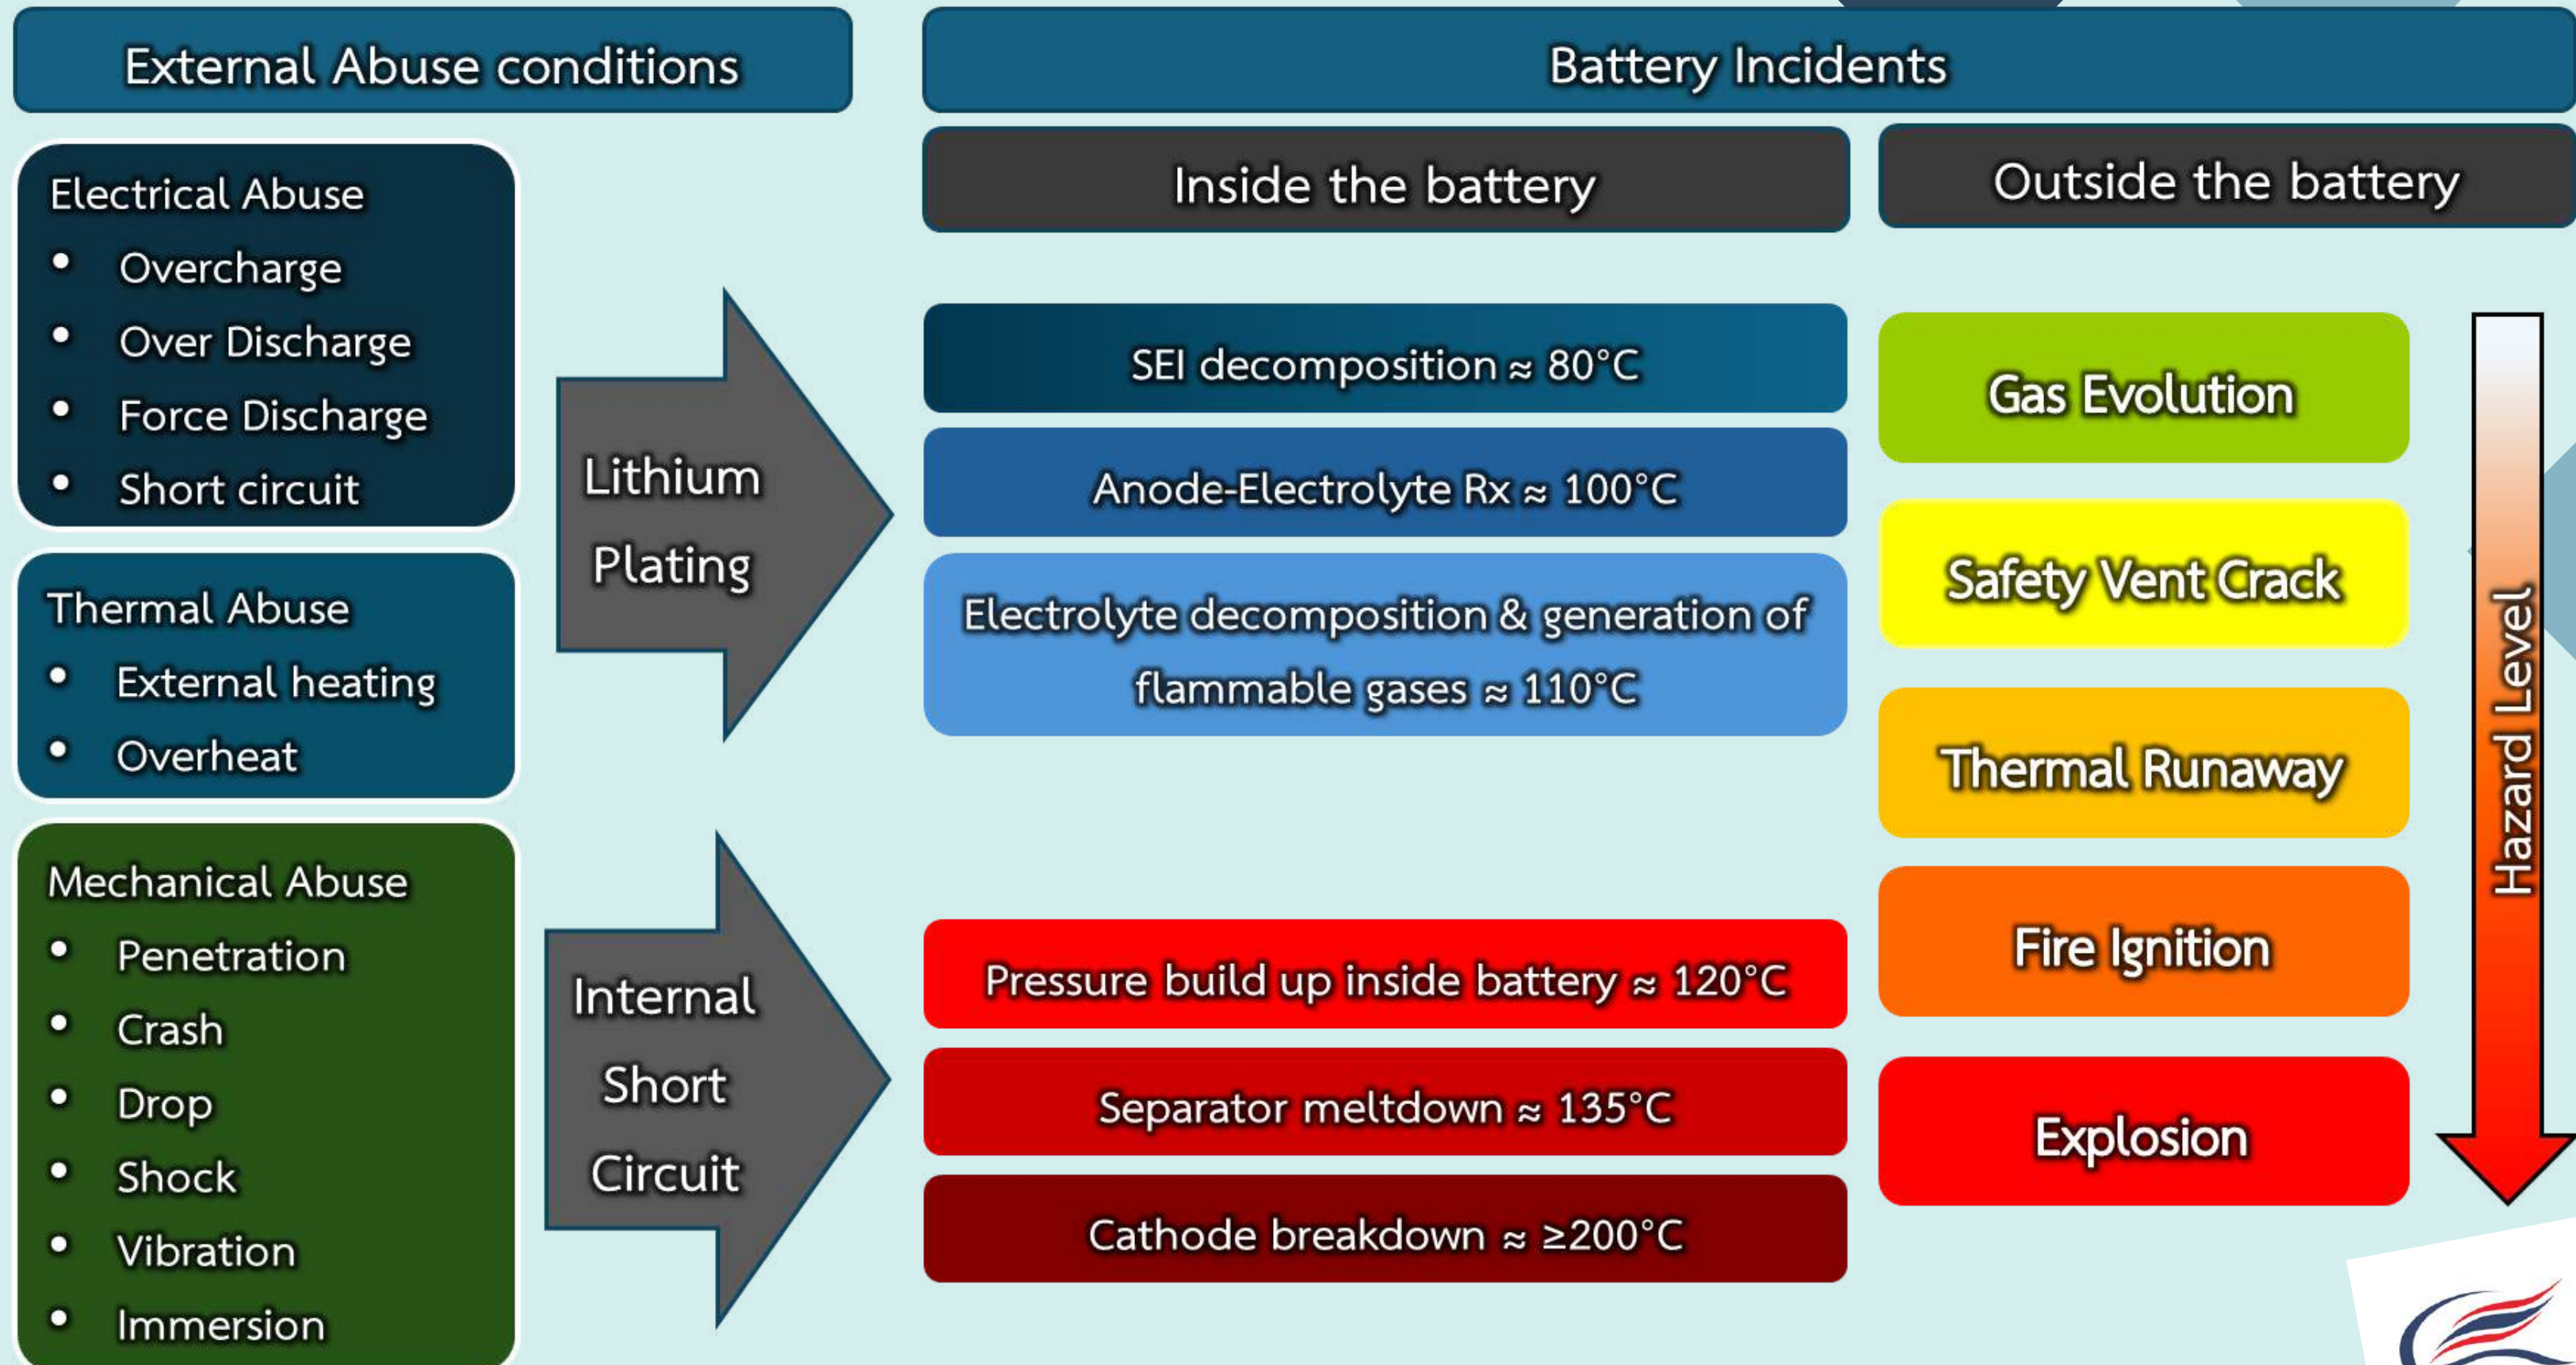 External Abuse conditions
Battery Incidents
Inside the battery
Outside the battery
Electrical Abuse
• Overcharge
• Over Discharge
• Force Discharge
• Short circuit
Thermal Abuse
• External heating
• Overheat
Mechanical Abuse
• Penetration
• Crash
• Drop
• Shock
• Vibration
• Immersion
Lithium
Plating
Internal
Short
Circuit
SEI decomposition ≈ 80°C
Anode-Electrolyte Rx ≈ 100°C
Electrolyte decomposition & generation of
flammable gases ≈ 110°C
Pressure build up inside battery ≈ 120°C
Separator meltdown ≈ 135°C
Cathode breakdown ≈ ≥200°C
Gas Evolution
Safety Vent Crack
Thermal Runaway
Fire Ignition
Explosion
Hazard Level